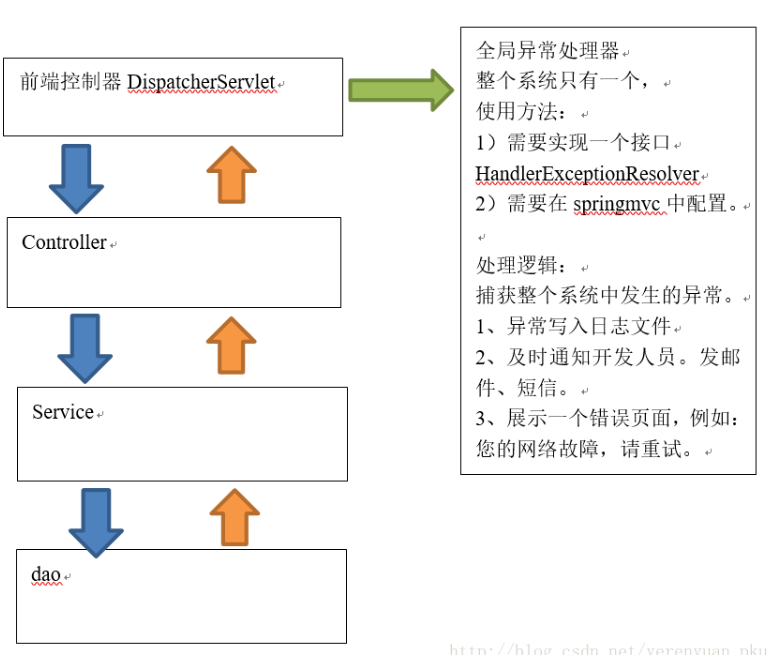 前端控制器 DispatcherServlet
Controller
Service
dao
全局异常处理器
整个系统只有一个，
使用方法：
1）需要实现一个接口
HandlerExceptionResolver
2）需要在 springmvc 中配置。
处理逻辑：
捕获整个系统中发生的异常。
1、异常写入日志文件
2、及时通知开发人员。发邮
件、短信。
3、展示一个错误页面，例如：
您的网络故障，请重试。
http://blog.csdn.net/yerenyuan_pku